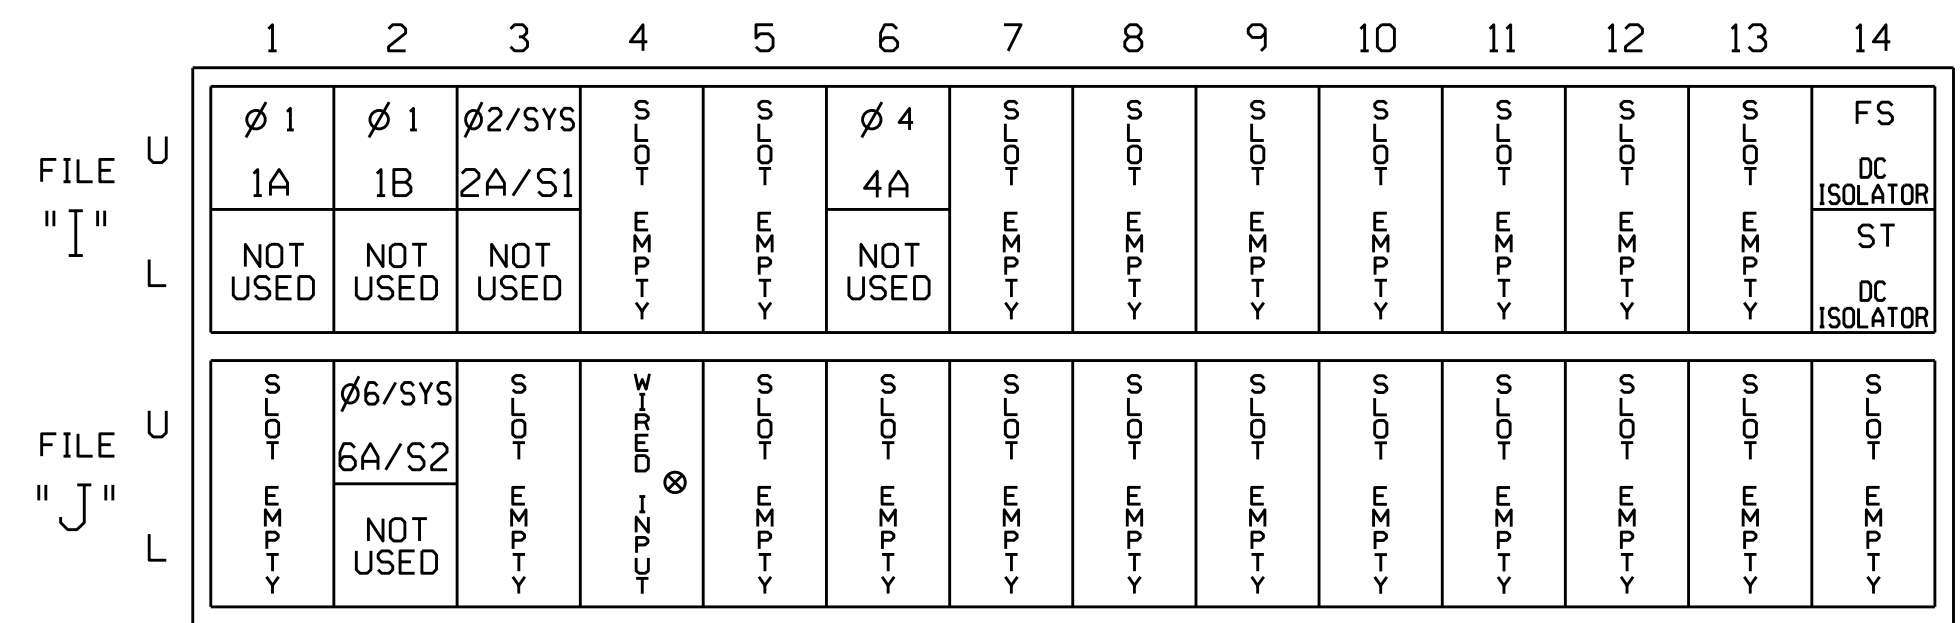 1 2 3 4 5 6 7 8 9 10 11 12 13 14
FILE
"I"
U
L
Ø 1
1A
NOT
USED
Ø 1
1B
NOT
USED
Ø2/SYS
2A/S1
NOT
USED
SLOT EMPTY
SLOT EMPTY
Ø 4
4A
NOT
USED
SLOT EMPTY
SLOT EMPTY
SLOT EMPTY
SLOT EMPTY
SLOT EMPTY
SLOT EMPTY
SLOT EMPTY
FS
DC
ISOLATOR
ST
DC
ISOLATOR
FILE
"J"
U
L
SLOT EMPTY
Ø6/SYS
6A/S2
NOT
USED
SLOT EMPTY
WIRED INPUT
⊗
SLOT EMPTY
SLOT EMPTY
SLOT EMPTY
SLOT EMPTY
SLOT EMPTY
SLOT EMPTY
SLOT EMPTY
SLOT EMPTY
SLOT EMPTY
SLOT EMPTY